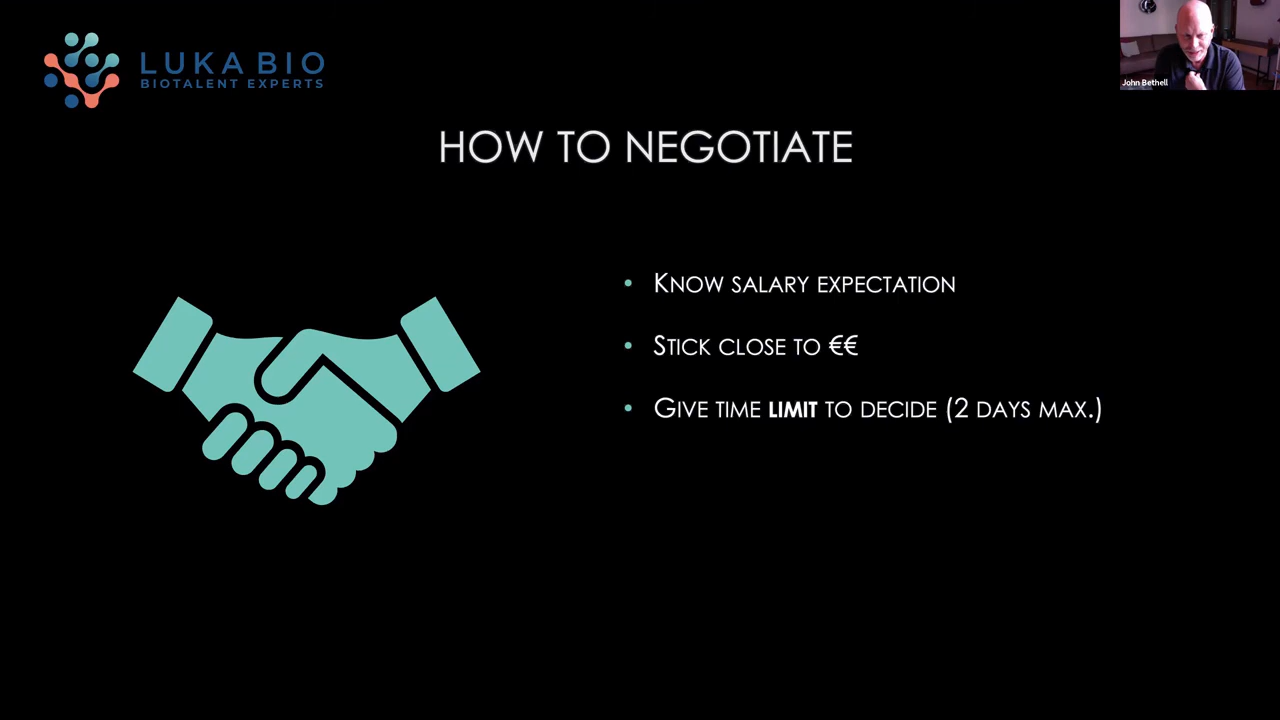 LUKA BIO
BIOTALENT EXPERTS
John Bethell
HOW TO NEGOTIATE
• KNOW SALARY EXPECTATION
• STICK CLOSE TO €€
• GIVE TIME LIMIT TO DECIDE (2 DAYS MAX.)